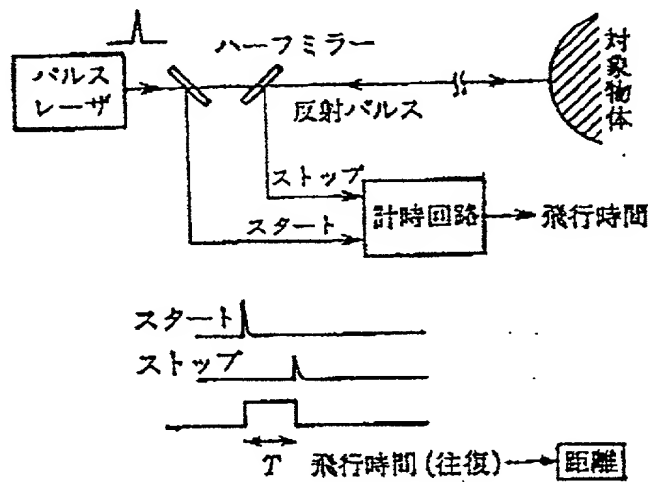 ハーフミラー
パルス
レーザ
対象物体
反射パルス
ストップ
スタート
計時回路
飛行時間
スタート
ストップ
T 飛行時間(往復)
距離